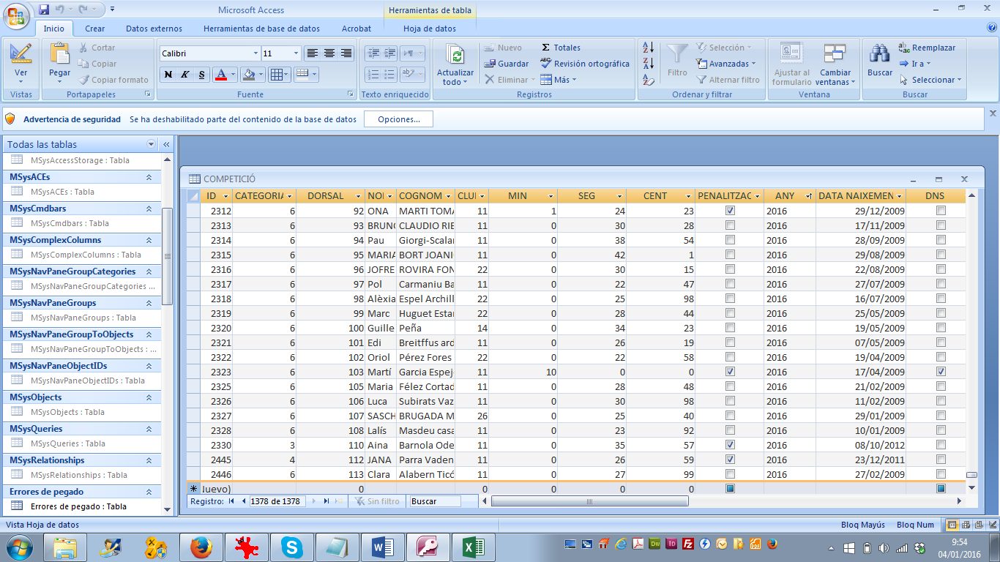 Microsoft Access
Herramientas de tabla
Inicio Crear Datos externos Herramientas de base de datos Acrobat Hoja de datos
Ver
Vistas
Pegar
Cortar
Copiar
Copiar formato
Portapapeles
Calibri 11
N K S A
Fuente
Texto enriquecido
Actualizar todo
Nuevo
Guardar
Eliminar
Totales
Revisión ortográfica
Más
Registros
Filtro
Selección
Avanzadas
Alternar filtro
Ordenar y filtrar
Ajustar al formulario
Cambiar ventanas
Ventana
Buscar
Reemplazar
Ir a
Seleccionar
Buscar
Advertencia de seguridad Se ha deshabilitado parte del contenido de la base de datos Opciones...
Todas las tablas
MSysAccessStorage : Tabla
MSysACEs
MSysACEs : Tabla
MSysCmdbars
MSysCmdbars : Tabla
MSysComplexColumns
MSysComplexColumns : Tabla
MSysNavPaneGroupCategories
MSysNavPaneGroupCategories ...
MSysNavPaneGroups
MSysNavPaneGroups : Tabla
MSysNavPaneGroupToObjects
MSysNavPaneGroupToObjects : ...
MSysNavPaneObjectIDs
MSysNavPaneObjectIDs : Tabla
MSysObjects
MSysObjects : Tabla
MSysQueries
MSysQueries : Tabla
MSysRelationships
MSysRelationships : Tabla
Errores de pegado
Errores de pegado : Tabla
COMPETICIÓ
ID CATEGORIA DORSAL NOI COGNOM CLUI MIN SEG CENT PENALITZAC ANY DATA NAIXEMEN DNS
2312 6 92 ONA MARTI TOMA 11 1 24 23 2016 29/12/2009
2313 6 93 BRUNO CLAUDIO RIE 11 0 30 28 2016 17/11/2009
2314 6 94 Pau Giorgi-Scalar 11 0 38 54 2016 28/09/2009
2315 6 95 MARIA BORT JOANI 11 0 42 1 2016 29/08/2009
2316 6 96 JOFRE ROVIRA FON 22 0 30 15 2016 22/08/2009
2317 6 97 Pol Carmaniu Ba 11 0 22 47 2016 27/07/2009
2318 6 98 Alèxia Espel Archill 22 0 25 98 2016 16/07/2009
2319 6 99 Marc Huguet Estar 22 0 28 44 2016 25/05/2009
2320 6 100 Guille Peña 14 0 34 23 2016 19/05/2009
2321 6 101 Edi Breitffus ard 11 0 26 19 2016 07/05/2009
2322 6 102 Oriol Pérez Fores 22 0 22 58 2016 19/04/2009
2323 6 103 Martí Garcia Espej 11 10 0 0 2016 17/04/2009
2325 6 105 Maria Félez Cortad 11 0 28 48 2016 21/02/2009
2326 6 106 Luca Subirats Vaz 11 0 30 98 2016 11/02/2009
2327 6 107 SASCH BRUGADA M 26 0 25 40 2016 29/01/2009
2328 6 108 Lalís Masdeu casa 11 0 23 92 2016 10/01/2009
2330 3 110 Aina Barnola Ode 11 0 35 57 2016 08/10/2012
2445 4 112 JANA Parra Vaden 11 0 26 59 2016 23/12/2011
2446 6 113 Clara Alabern Ticó 11 0 27 99 2016 27/02/2009
luevo) 0 0 0 0 0
Registro: 1378 de 1378 Sin filtro Buscar
Vista Hoja de datos Bloq Mayús Bloq Num
9:54
04/01/2016